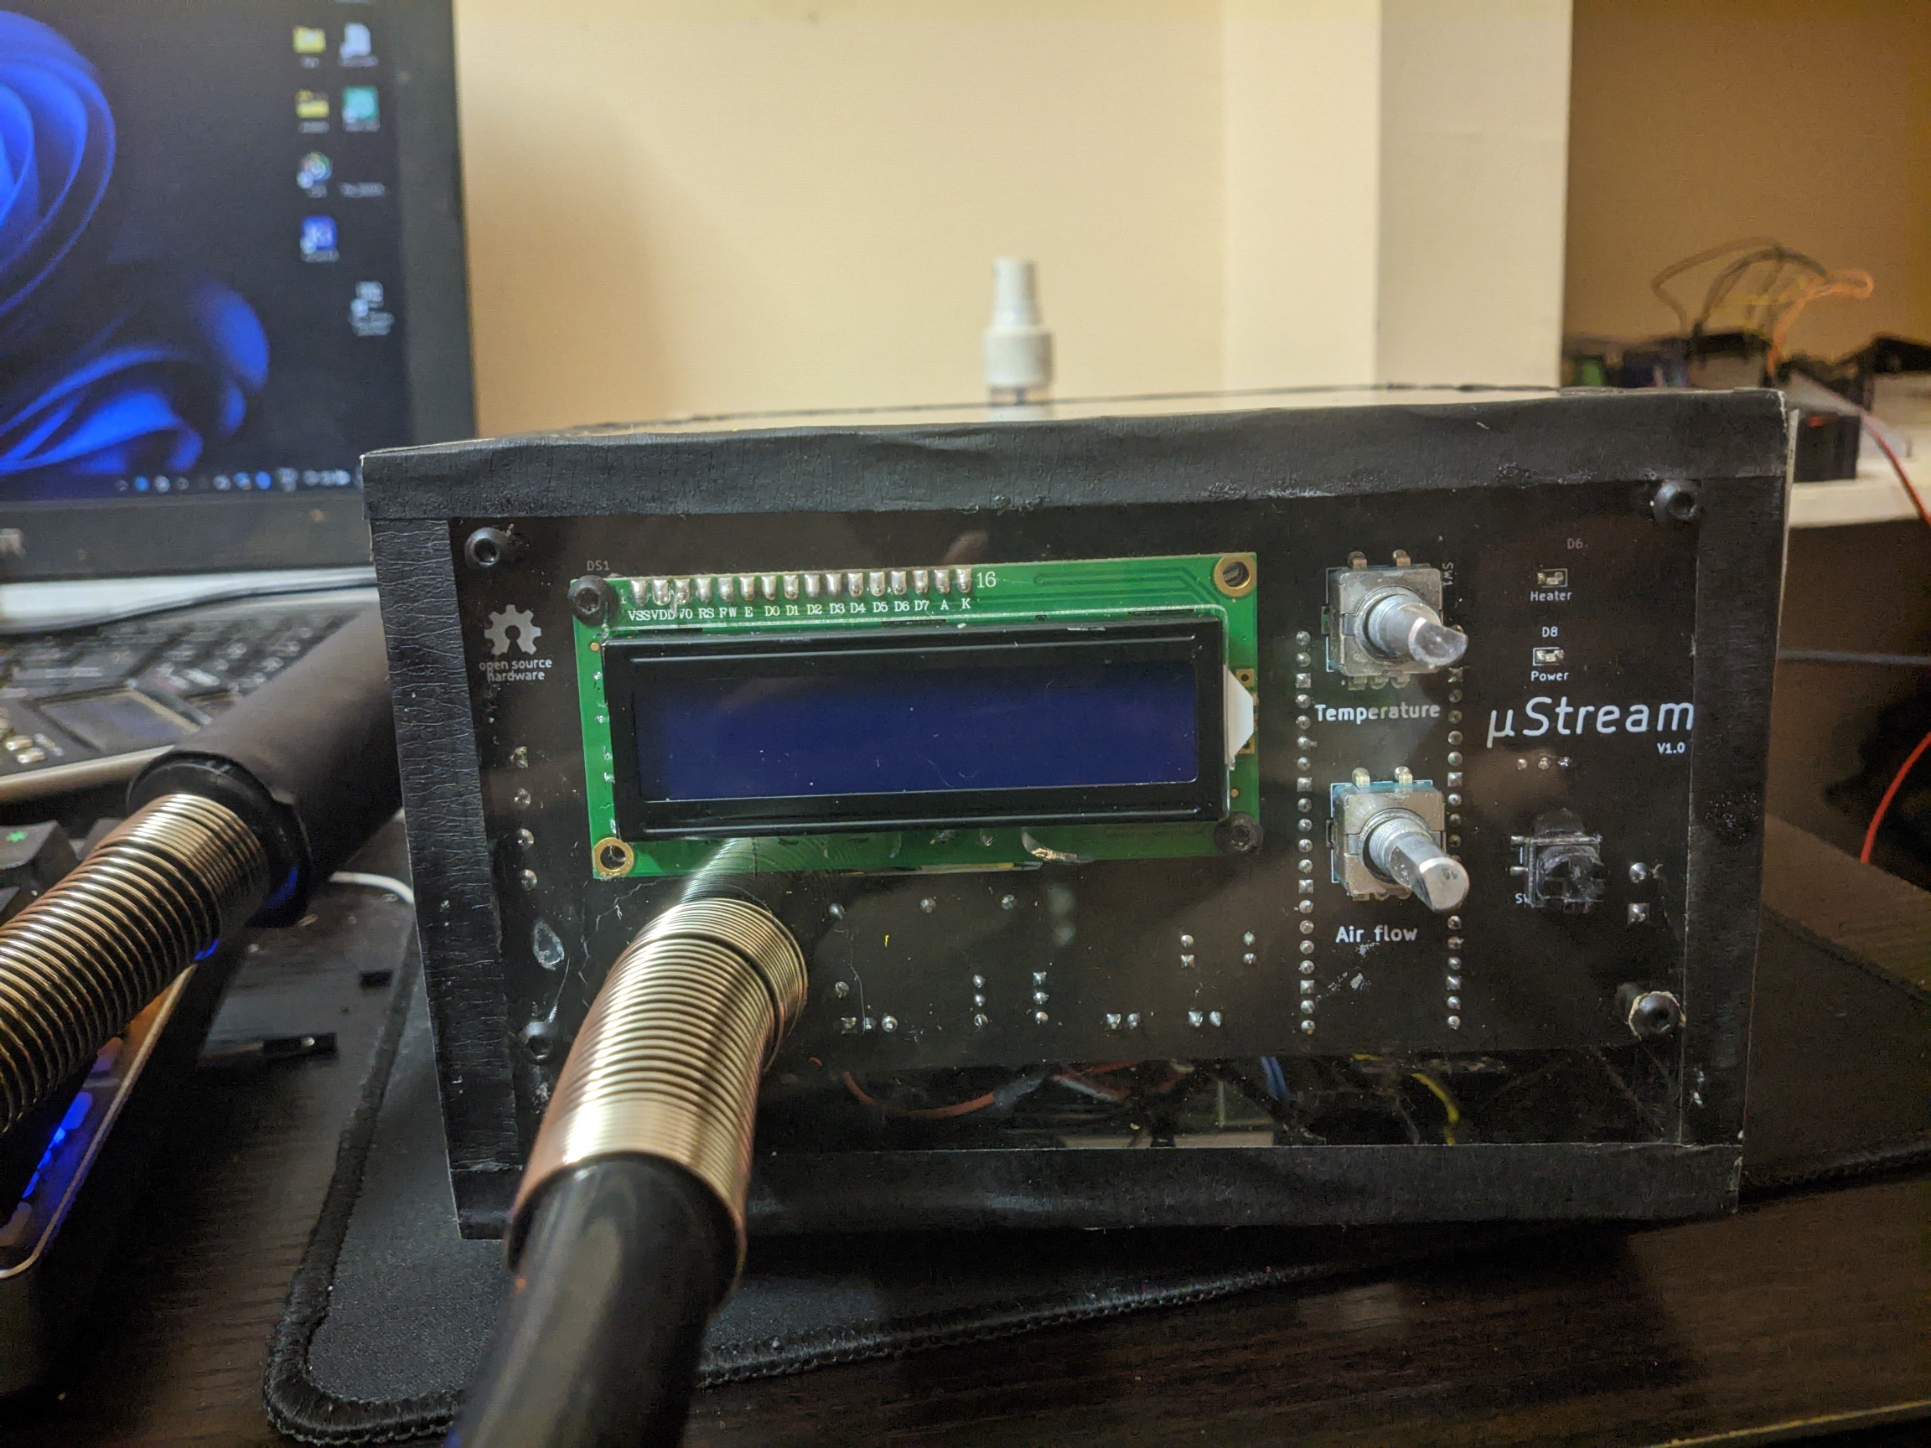 DS1
16
VSS VDD V0 RS RW E D0 D1 D2 D3 D4 D5 D6 D7 A K
open source
hardware
SW1
Temperature
Air flow
D6
Heater
D8
Power
µStream
V1.0